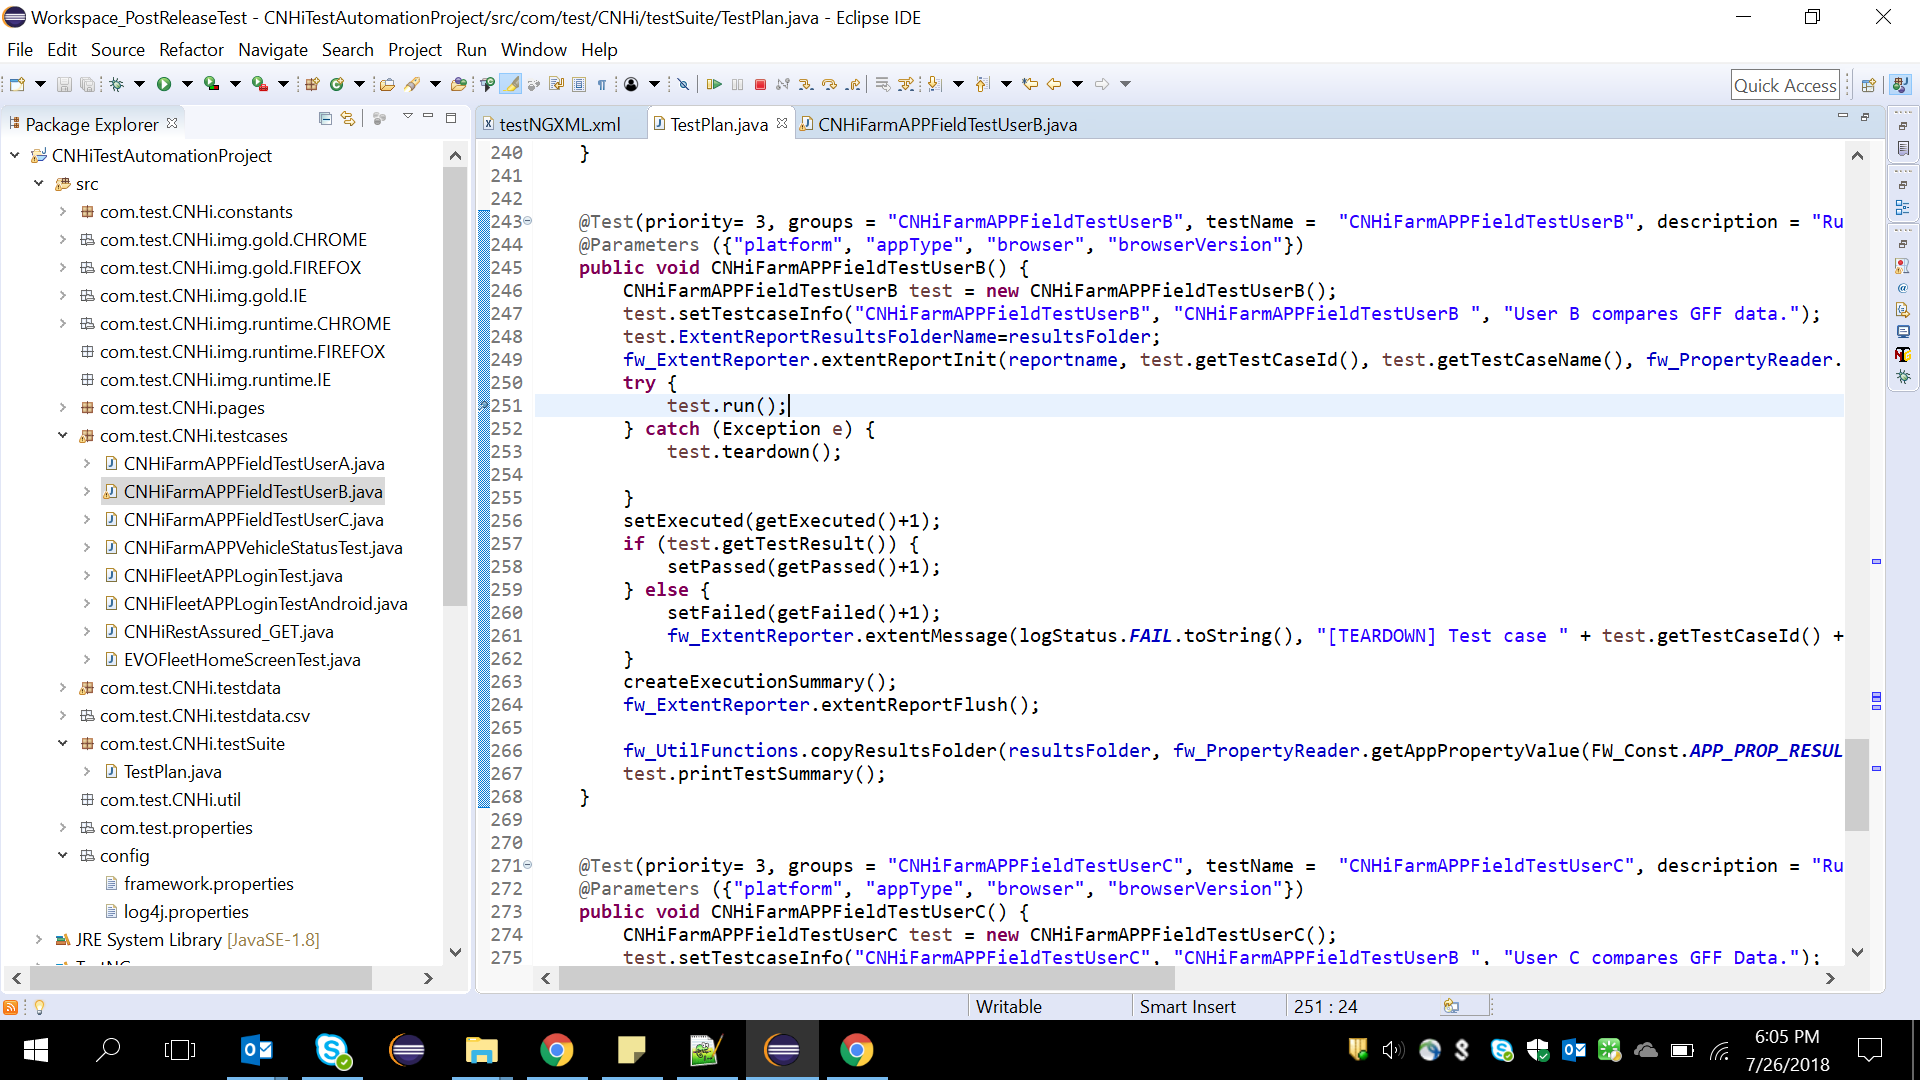 Workspace_PostReleaseTest - CNHiTestAutomationProject/src/com/test/CNHi/testSuite/TestPlan.java - Eclipse IDE
File Edit Source Refactor Navigate Search Project Run Window Help
Quick Access
Package Explorer
testNGXML.xml
TestPlan.java
CNHiFarmAPPFieldTestUserB.java
CNHiTestAutomationProject
src
com.test.CNHi.constants
com.test.CNHi.img.gold.CHROME
com.test.CNHi.img.gold.FIREFOX
com.test.CNHi.img.gold.IE
com.test.CNHi.img.runtime.CHROME
com.test.CNHi.img.runtime.FIREFOX
com.test.CNHi.img.runtime.IE
com.test.CNHi.pages
com.test.CNHi.testcases
CNHiFarmAPPFieldTestUserA.java
CNHiFarmAPPFieldTestUserB.java
CNHiFarmAPPFieldTestUserC.java
CNHiFarmAPPVehicleStatusTest.java
CNHiFleetAPPLoginTest.java
CNHiFleetAPPLoginTestAndroid.java
CNHiRestAssured_GET.java
EVOFleetHomeScreenTest.java
com.test.CNHi.testdata
com.test.CNHi.testdata.csv
com.test.CNHi.testSuite
TestPlan.java
com.test.CNHi.util
com.test.properties
config
framework.properties
log4j.properties
JRE System Library [JavaSE-1.8]
240 }
241
242
243 @Test(priority= 3, groups = "CNHiFarmAPPFieldTestUserB", testName =  "CNHiFarmAPPFieldTestUserB", description = "Ru
244 @Parameters ({"platform", "appType", "browser", "browserVersion"})
245 public void CNHiFarmAPPFieldTestUserB() {
246 CNHiFarmAPPFieldTestUserB test = new CNHiFarmAPPFieldTestUserB();
247 test.setTestcaseInfo("CNHiFarmAPPFieldTestUserB", "CNHiFarmAPPFieldTestUserB ", "User B compares GFF data.");
248 test.ExtentReportResultsFolderName=resultsFolder;
249 fw_ExtentReporter.extentReportInit(reportname, test.getTestCaseId(), test.getTestCaseName(), fw_PropertyReader.
250 try {
251 test.run();
252 } catch (Exception e) {
253 test.teardown();
254
255 }
256 setExecuted(getExecuted()+1);
257 if (test.getTestResult()) {
258 setPassed(getPassed()+1);
259 } else {
260 setFailed(getFailed()+1);
261 fw_ExtentReporter.extentMessage(logStatus.FAIL.toString(), "[TEARDOWN] Test case " + test.getTestCaseId() +
262 }
263 createExecutionSummary();
264 fw_ExtentReporter.extentReportFlush();
265
266 fw_UtilFunctions.copyResultsFolder(resultsFolder, fw_PropertyReader.getAppPropertyValue(FW_Const.APP_PROP_RESUL
267 test.printTestSummary();
268 }
269
270
271 @Test(priority= 3, groups = "CNHiFarmAPPFieldTestUserC", testName =  "CNHiFarmAPPFieldTestUserC", description = "Ru
272 @Parameters ({"platform", "appType", "browser", "browserVersion"})
273 public void CNHiFarmAPPFieldTestUserC() {
274 CNHiFarmAPPFieldTestUserC test = new CNHiFarmAPPFieldTestUserC();
275 test.setTestcaseInfo("CNHiFarmAPPFieldTestUserC", "CNHiFarmAPPFieldTestUserB ", "User C compares GFF Data.");
Writable
Smart Insert
251 : 24
6:05 PM
7/26/2018